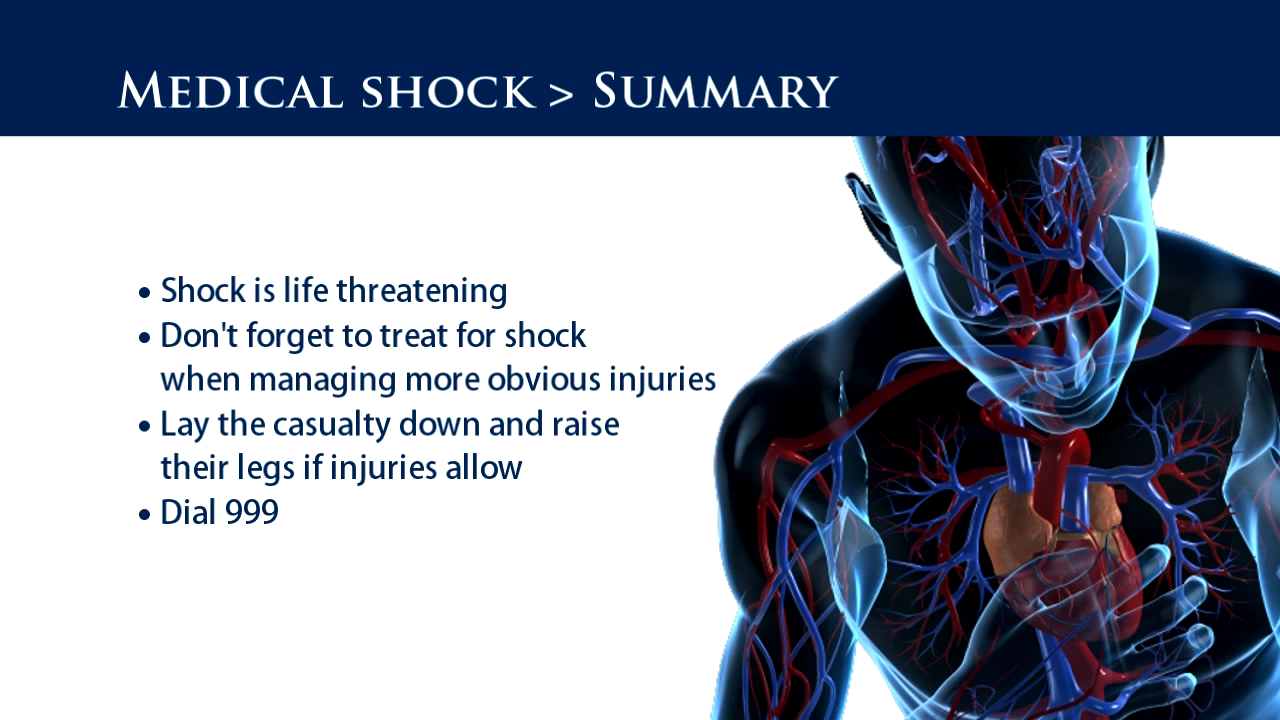 Medical shock > Summary
• Shock is life threatening
• Don't forget to treat for shock
when managing more obvious injuries
• Lay the casualty down and raise
their legs if injuries allow
• Dial 999